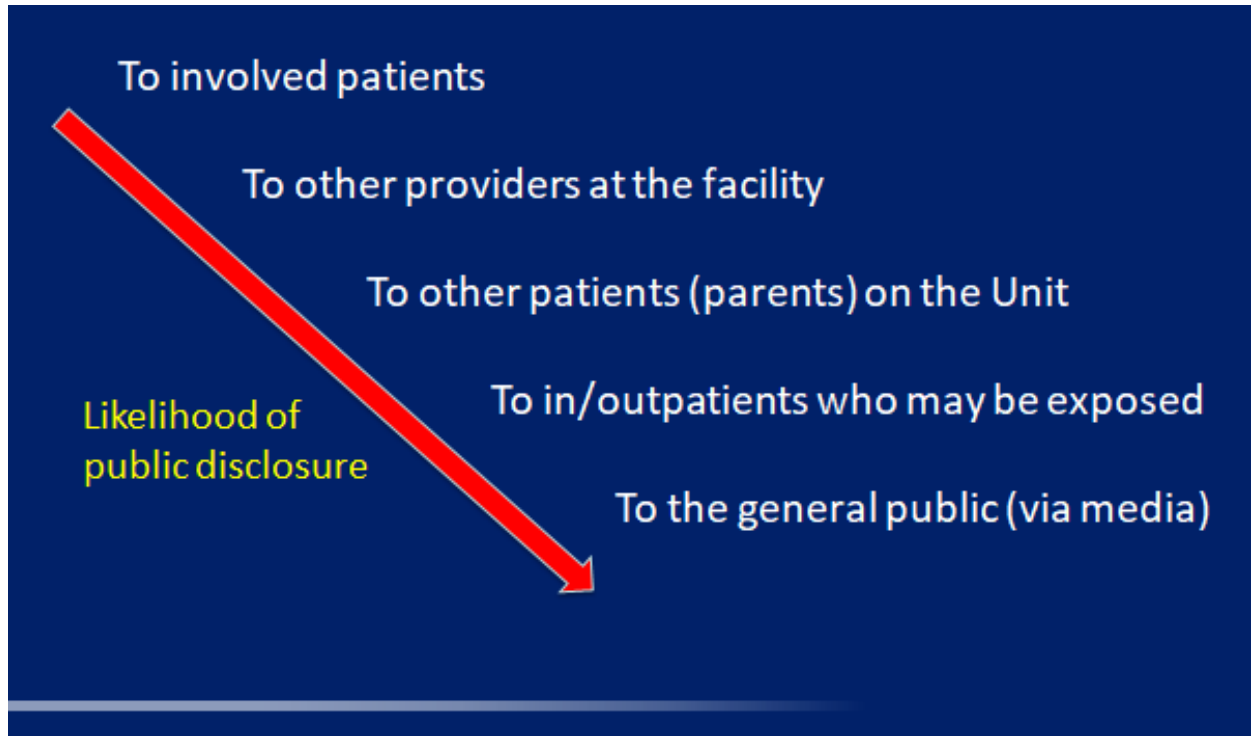 To involved patients
To other providers at the facility
To other patients (parents) on the Unit
To in/outpatients who may be exposed
Likelihood of
public disclosure
To the general public (via media)